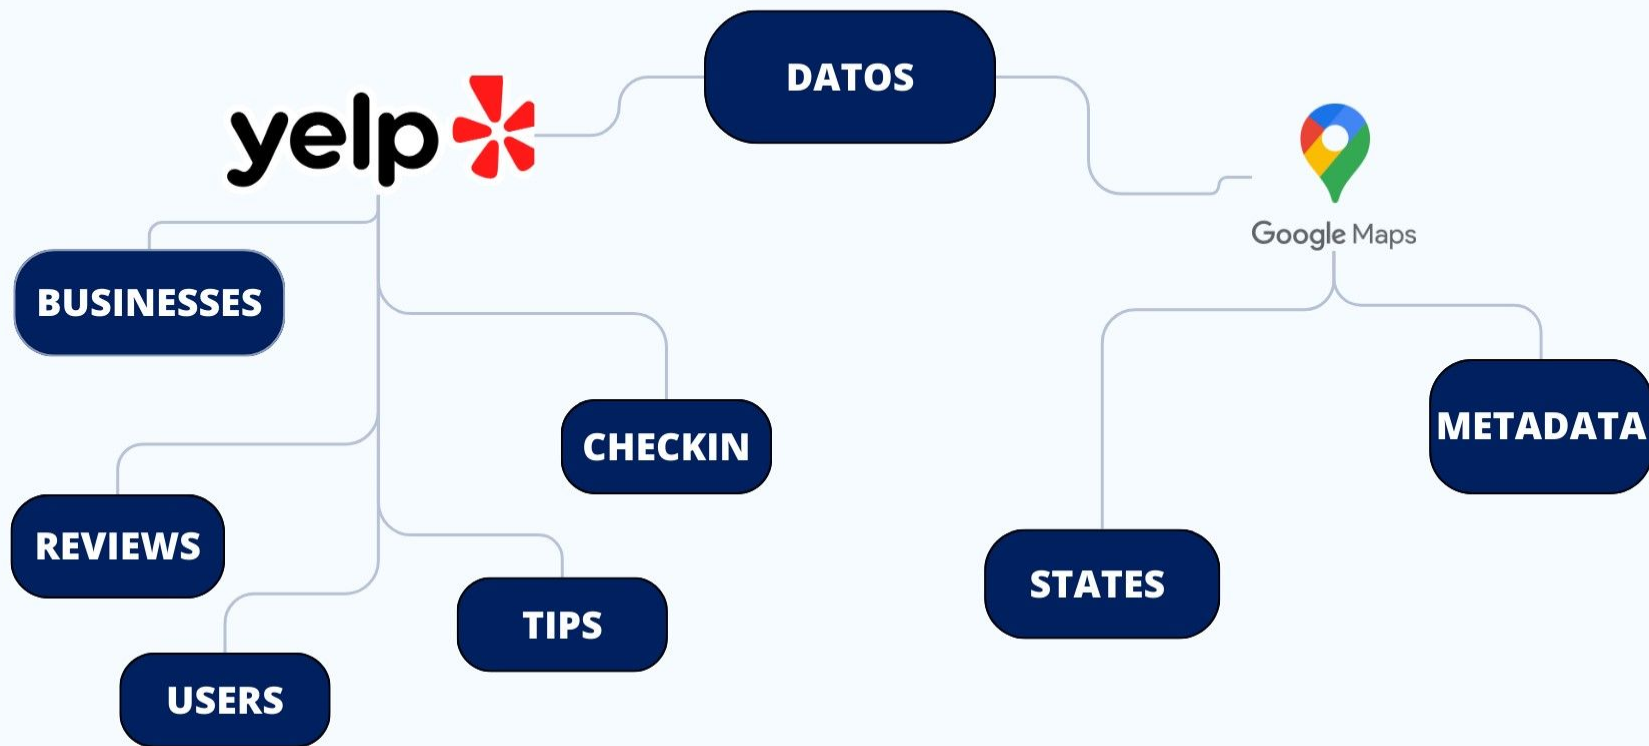 DATOS
yelp
Google Maps
BUSINESSES
CHECKIN
METADATA
REVIEWS
STATES
TIPS
USERS